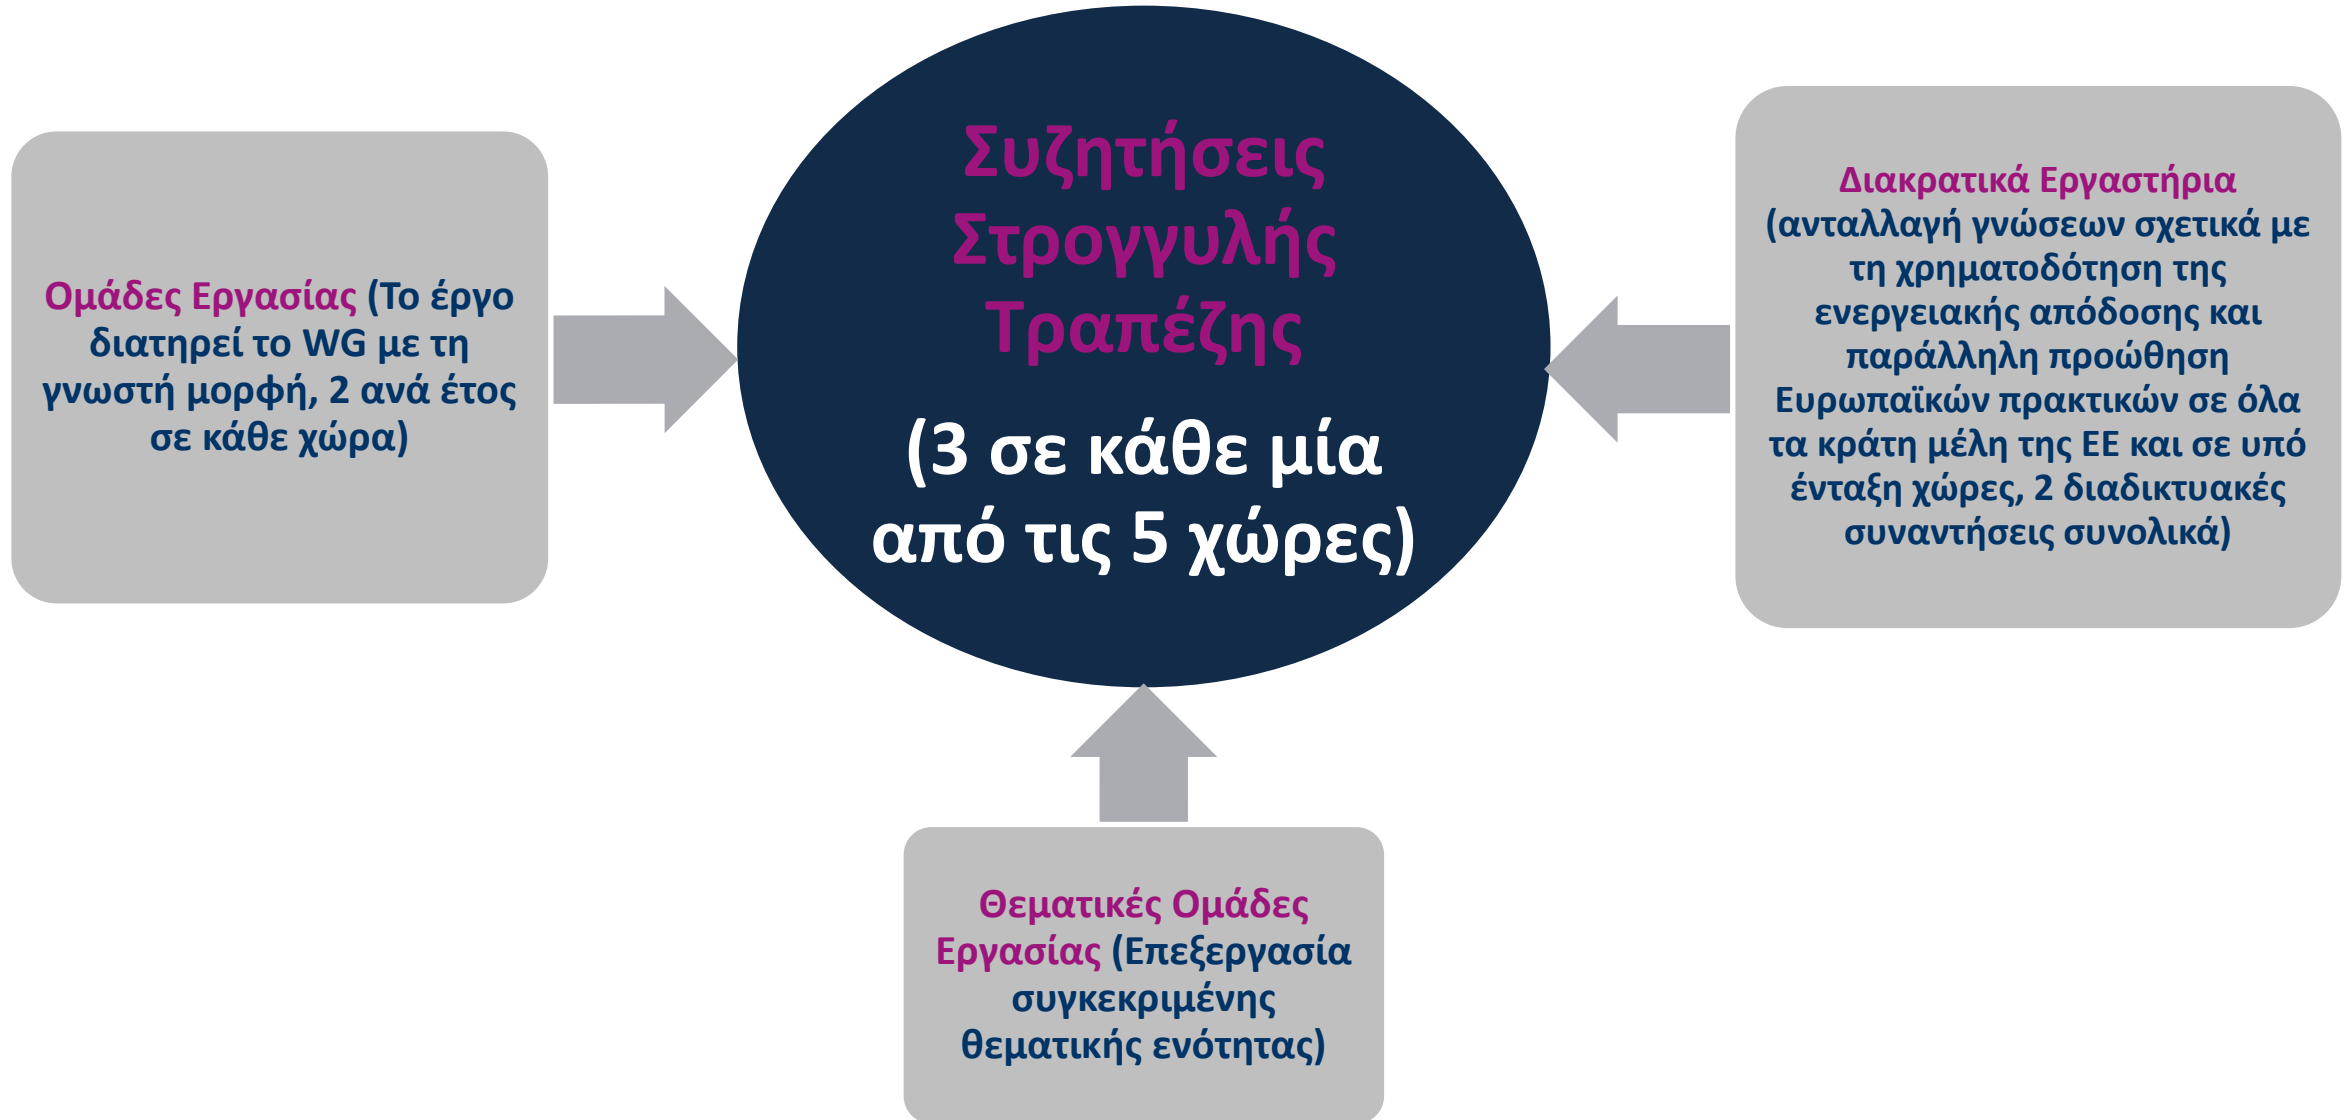 Ομάδες Εργασίας (Το έργο
διατηρεί το WG με τη
γνωστή μορφή, 2 ανά έτος
σε κάθε χώρα)
Συζητήσεις
Στρογγυλής
Τραπέζης
(3 σε κάθε μία
από τις 5 χώρες)
Διακρατικά Εργαστήρια
(ανταλλαγή γνώσεων σχετικά με
τη χρηματοδότηση της
ενεργειακής απόδοσης και
παράλληλη προώθηση
Ευρωπαϊκών πρακτικών σε όλα
τα κράτη μέλη της ΕΕ και σε υπό
ένταξη χώρες, 2 διαδικτυακές
συναντήσεις συνολικά)
Θεματικές Ομάδες
Εργασίας (Επεξεργασία
συγκεκριμένης
θεματικής ενότητας)